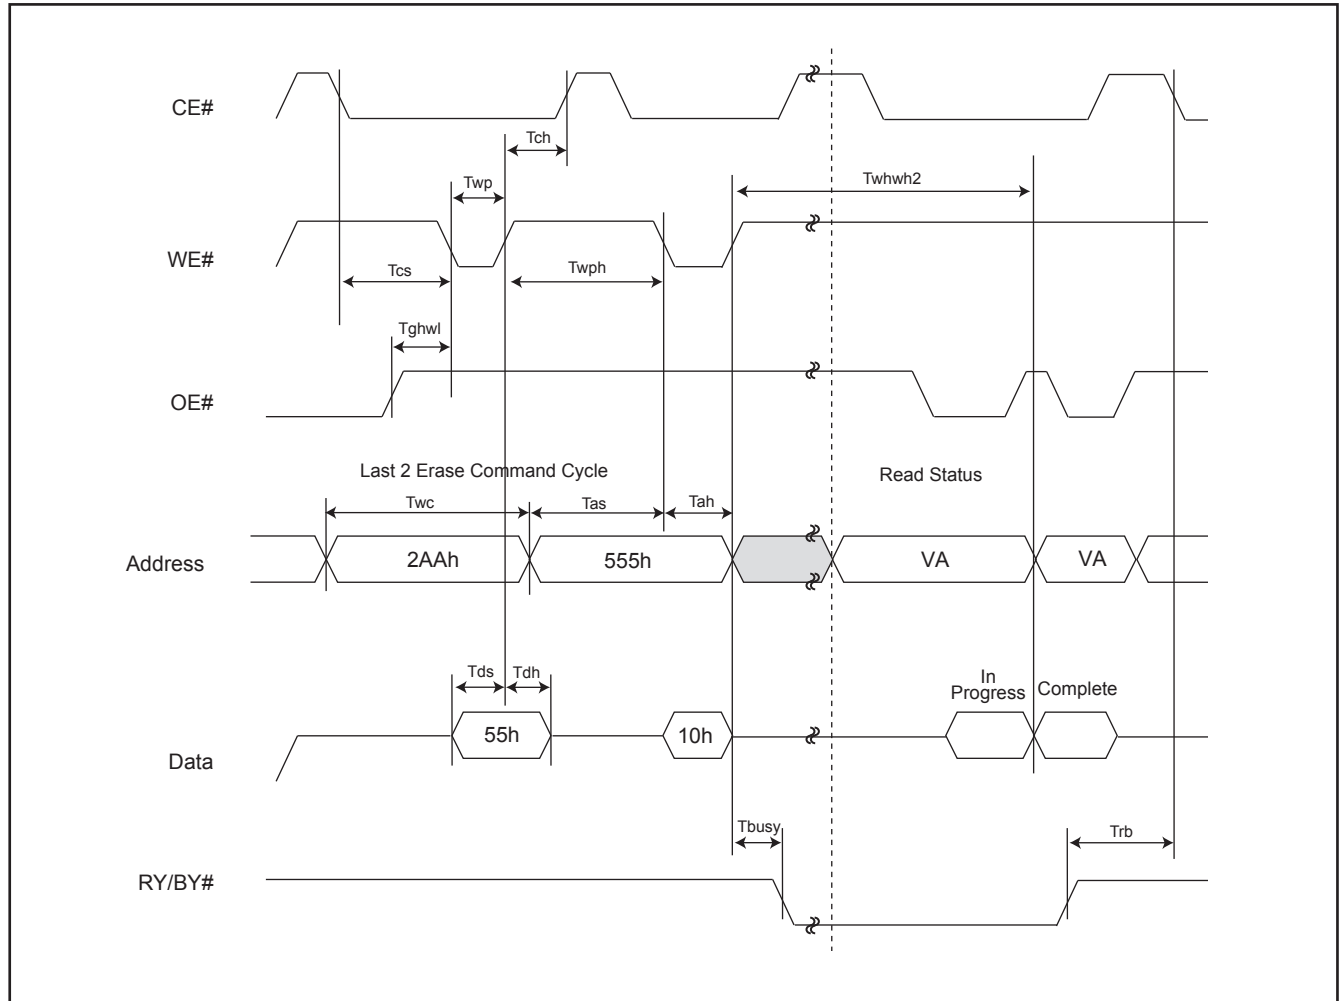 CE#
Tch
Twp
Twhwh2
WE#
Tcs
Twph
Tghwl
OE#
Last 2 Erase Command Cycle
Read Status
Twc
Tas
Tah
Address
2AAh
555h
VA
VA
Tds
Tdh
In
Progress
Complete
55h
10h
Data
Tbusy
Trb
RY/BY#